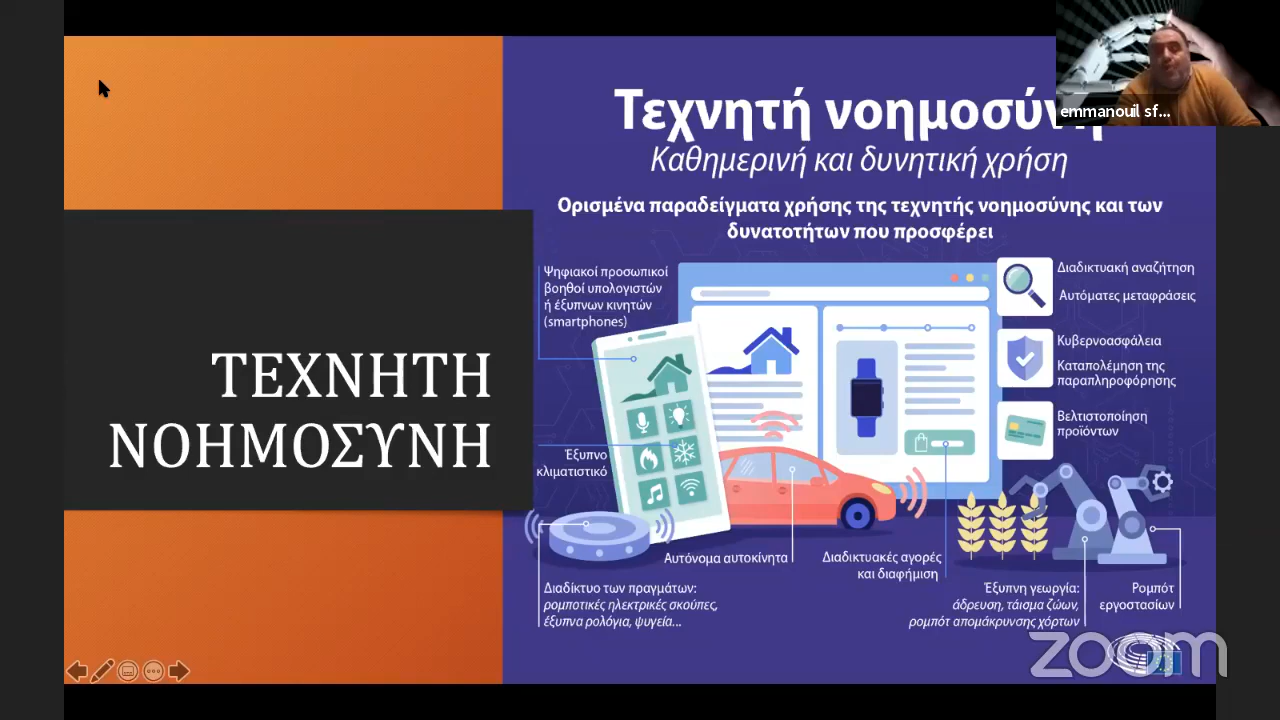 ΤΕΧΝΗΤΗ
ΝΟΗΜΟΣΥΝΗ
Τεχνητή νοημοσύνη
Καθημερινή και δυνητική χρήση
Ορισμένα παραδείγματα χρήσης της τεχνητής νοημοσύνης και των
δυνατοτήτων που προσφέρει
Ψηφιακοί προσωπικοί
βοηθοί υπολογιστών
ή έξυπνων κινητών
(smartphones)
Έξυπνο
κλιματιστικό
Διαδίκτυο των πραγμάτων:
ρομποτικές ηλεκτρικές σκούπες,
έξυπνα ρολόγια, ψυγεία...
Αυτόνομα αυτοκίνητα
Διαδικτυακές αγορές
και διαφήμιση
Διαδικτυακή αναζήτηση
Αυτόματες μεταφράσεις
Κυβερνοασφάλεια
Καταπολέμηση της
παραπληροφόρησης
Βελτιστοποίηση
προϊόντων
Έξυπνη γεωργία:
άδρευση, τάισμα ζώων,
ρομπότ απομάκρυνσης χόρτων
Ρομπότ
εργοστασίων
emmanouil sf...
zoom